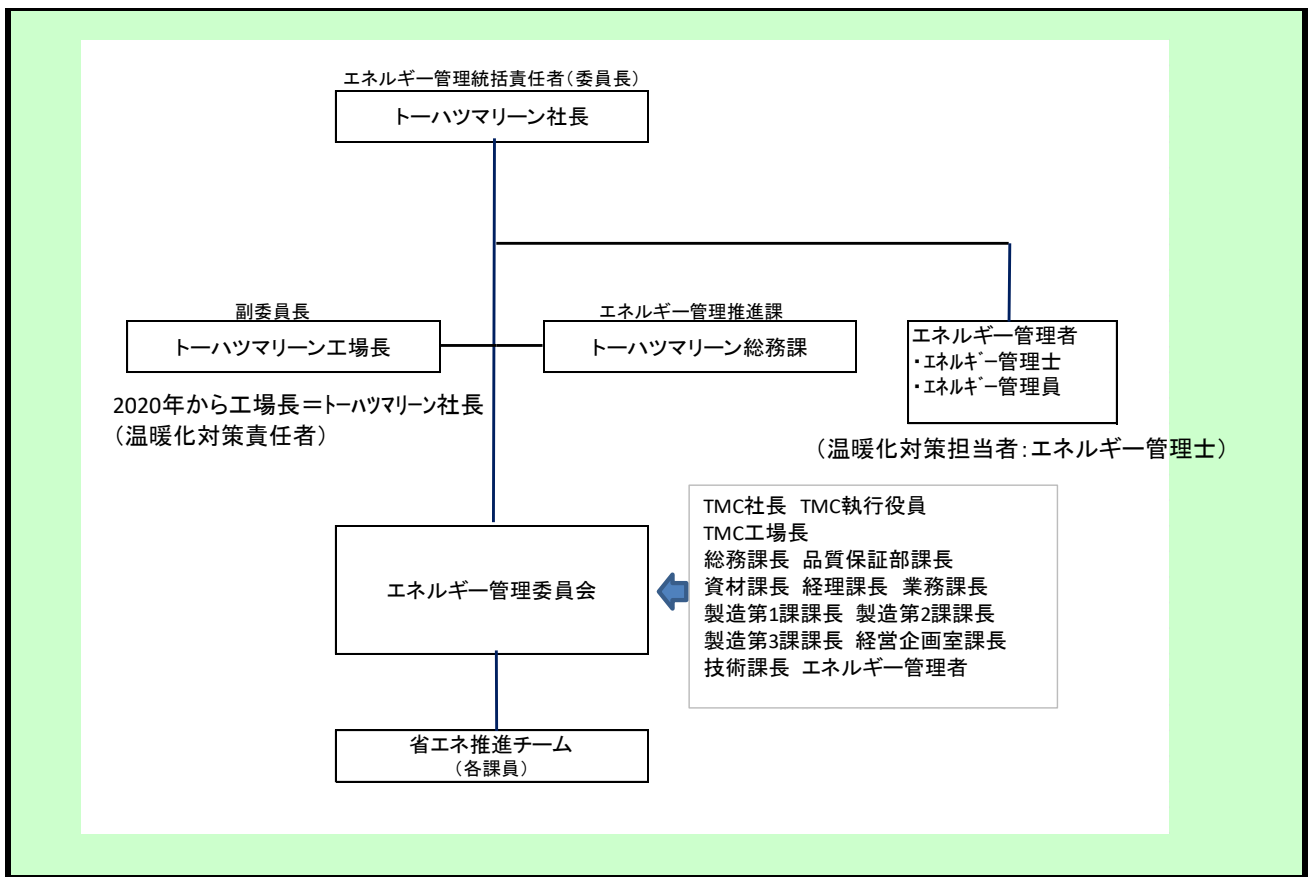 エネルギー管理統括責任者（委員長）
トーハツマリーン社長
副委員長
トーハツマリーン工場長
エネルギー管理推進課
トーハツマリーン総務課
エネルギー管理者
・ｴﾈﾙｷﾞｰ管理士
・ｴﾈﾙｷﾞｰ管理員
2020年から工場長＝ﾄｰﾊﾂﾏﾘｰﾝ社長
（温暖化対策責任者）
（温暖化対策担当者：エネルギー管理士）
エネルギー管理委員会
TMC社長 TMC執行役員
TMC工場長
総務課長 品質保証部課長
資材課長 経理課長 業務課長
製造第1課課長 製造第2課課長
製造第3課課長 経営企画室課長
技術課長 エネルギー管理者
省エネ推進チーム
（各課員）